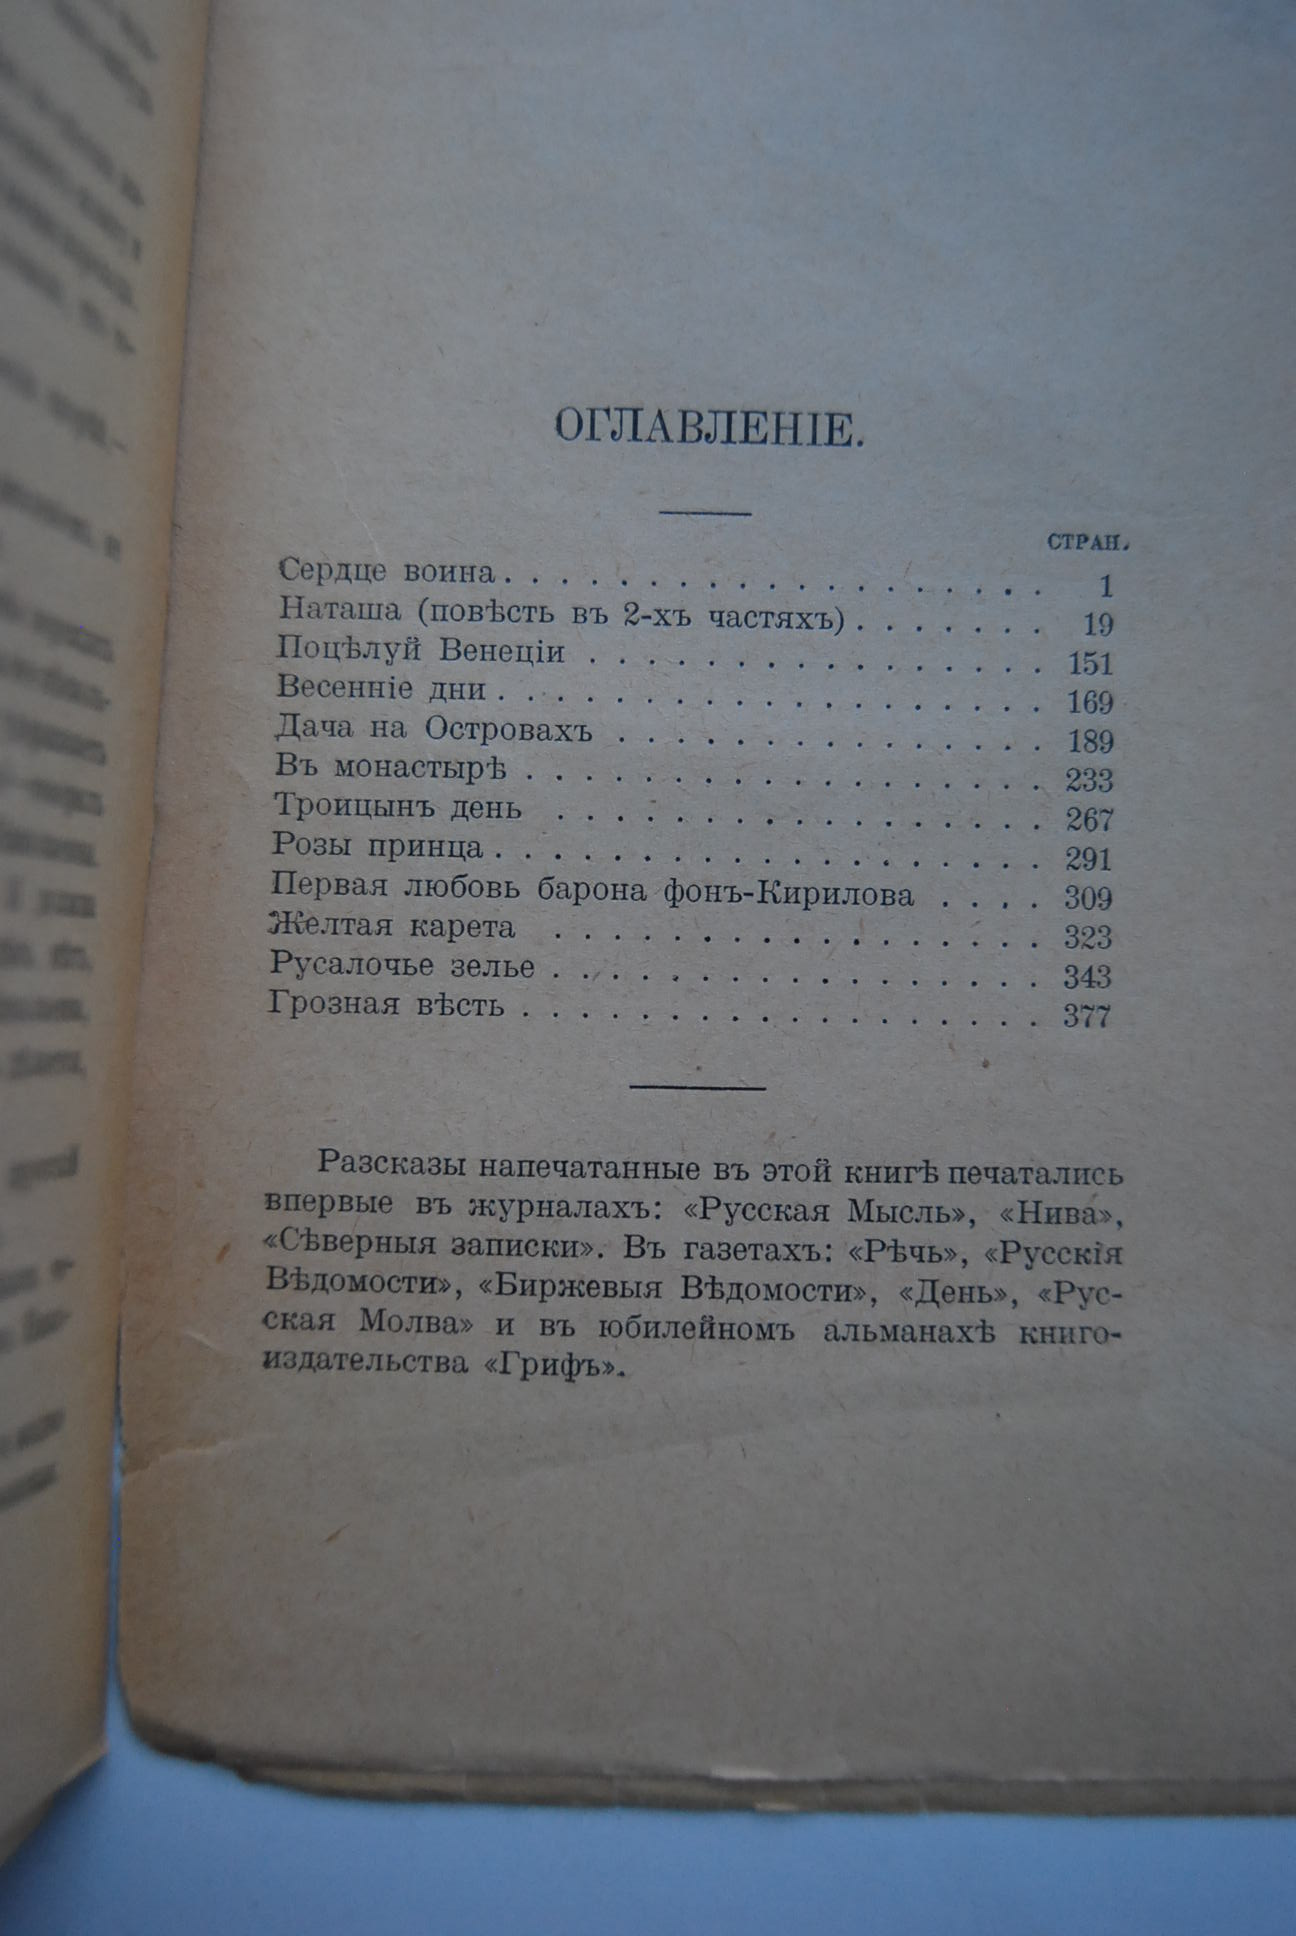 ОГЛАВЛЕНІЕ.
СТРАН.
Сердце воина . . . . . . . . . . . . . . . . . . . 1
Наташа (повѣсть въ 2-хъ частяхъ) . . . . . . . 19
Поцѣлуй Венеціи . . . . . . . . . . . . . . . . 151
Весенніе дни . . . . . . . . . . . . . . . . . . . 169
Дача на Островахъ . . . . . . . . . . . . . . . 189
Въ монастырѣ . . . . . . . . . . . . . . . . . . 233
Троицынъ день . . . . . . . . . . . . . . . . . 267
Розы принца . . . . . . . . . . . . . . . . . . . 291
Первая любовь барона фонъ-Кирилова . . . . 309
Желтая карета . . . . . . . . . . . . . . . . . 323
Русалочье зелье . . . . . . . . . . . . . . . . . 343
Грозная вѣсть . . . . . . . . . . . . . . . . . . 377
Разсказы напечатанные въ этой книгѣ печатались
впервые въ журналахъ: «Русская Мысль», «Нива»,
«Сѣверныя записки». Въ газетахъ: «Рѣчь», «Русскія
Вѣдомости», «Биржевыя Вѣдомости», «День», «Рус-
ская Молва» и въ юбилейномъ альманахѣ книго-
издательства «Грифъ».